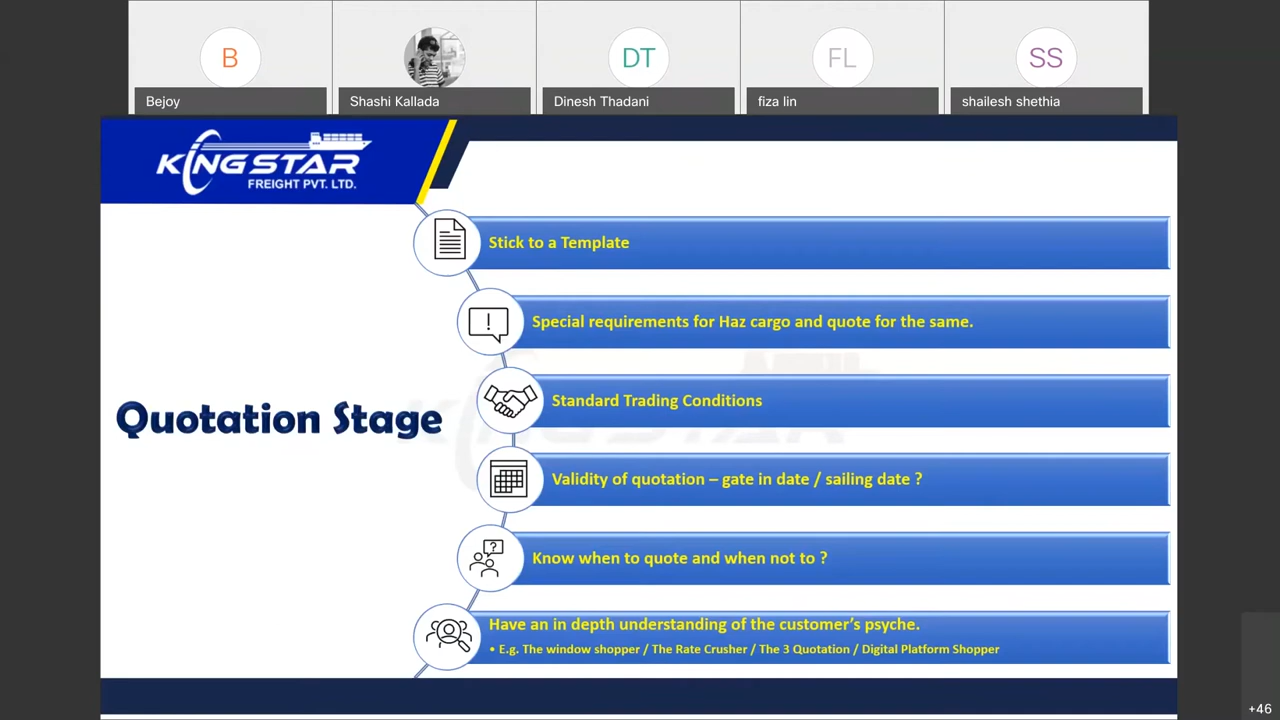 B
DT
FL
SS
Bejoy
Shashi Kallada
Dinesh Thadani
fiza lin
shailesh shethia
KINGSTAR
FREIGHT PVT. LTD.
Quotation Stage
Stick to a Template
Special requirements for Haz cargo and quote for the same.
Standard Trading Conditions
Validity of quotation – gate in date / sailing date ?
Know when to quote and when not to ?
Have an in depth understanding of the customer's psyche.
• E.g. The window shopper / The Rate Crusher / The 3 Quotation / Digital Platform Shopper
+46